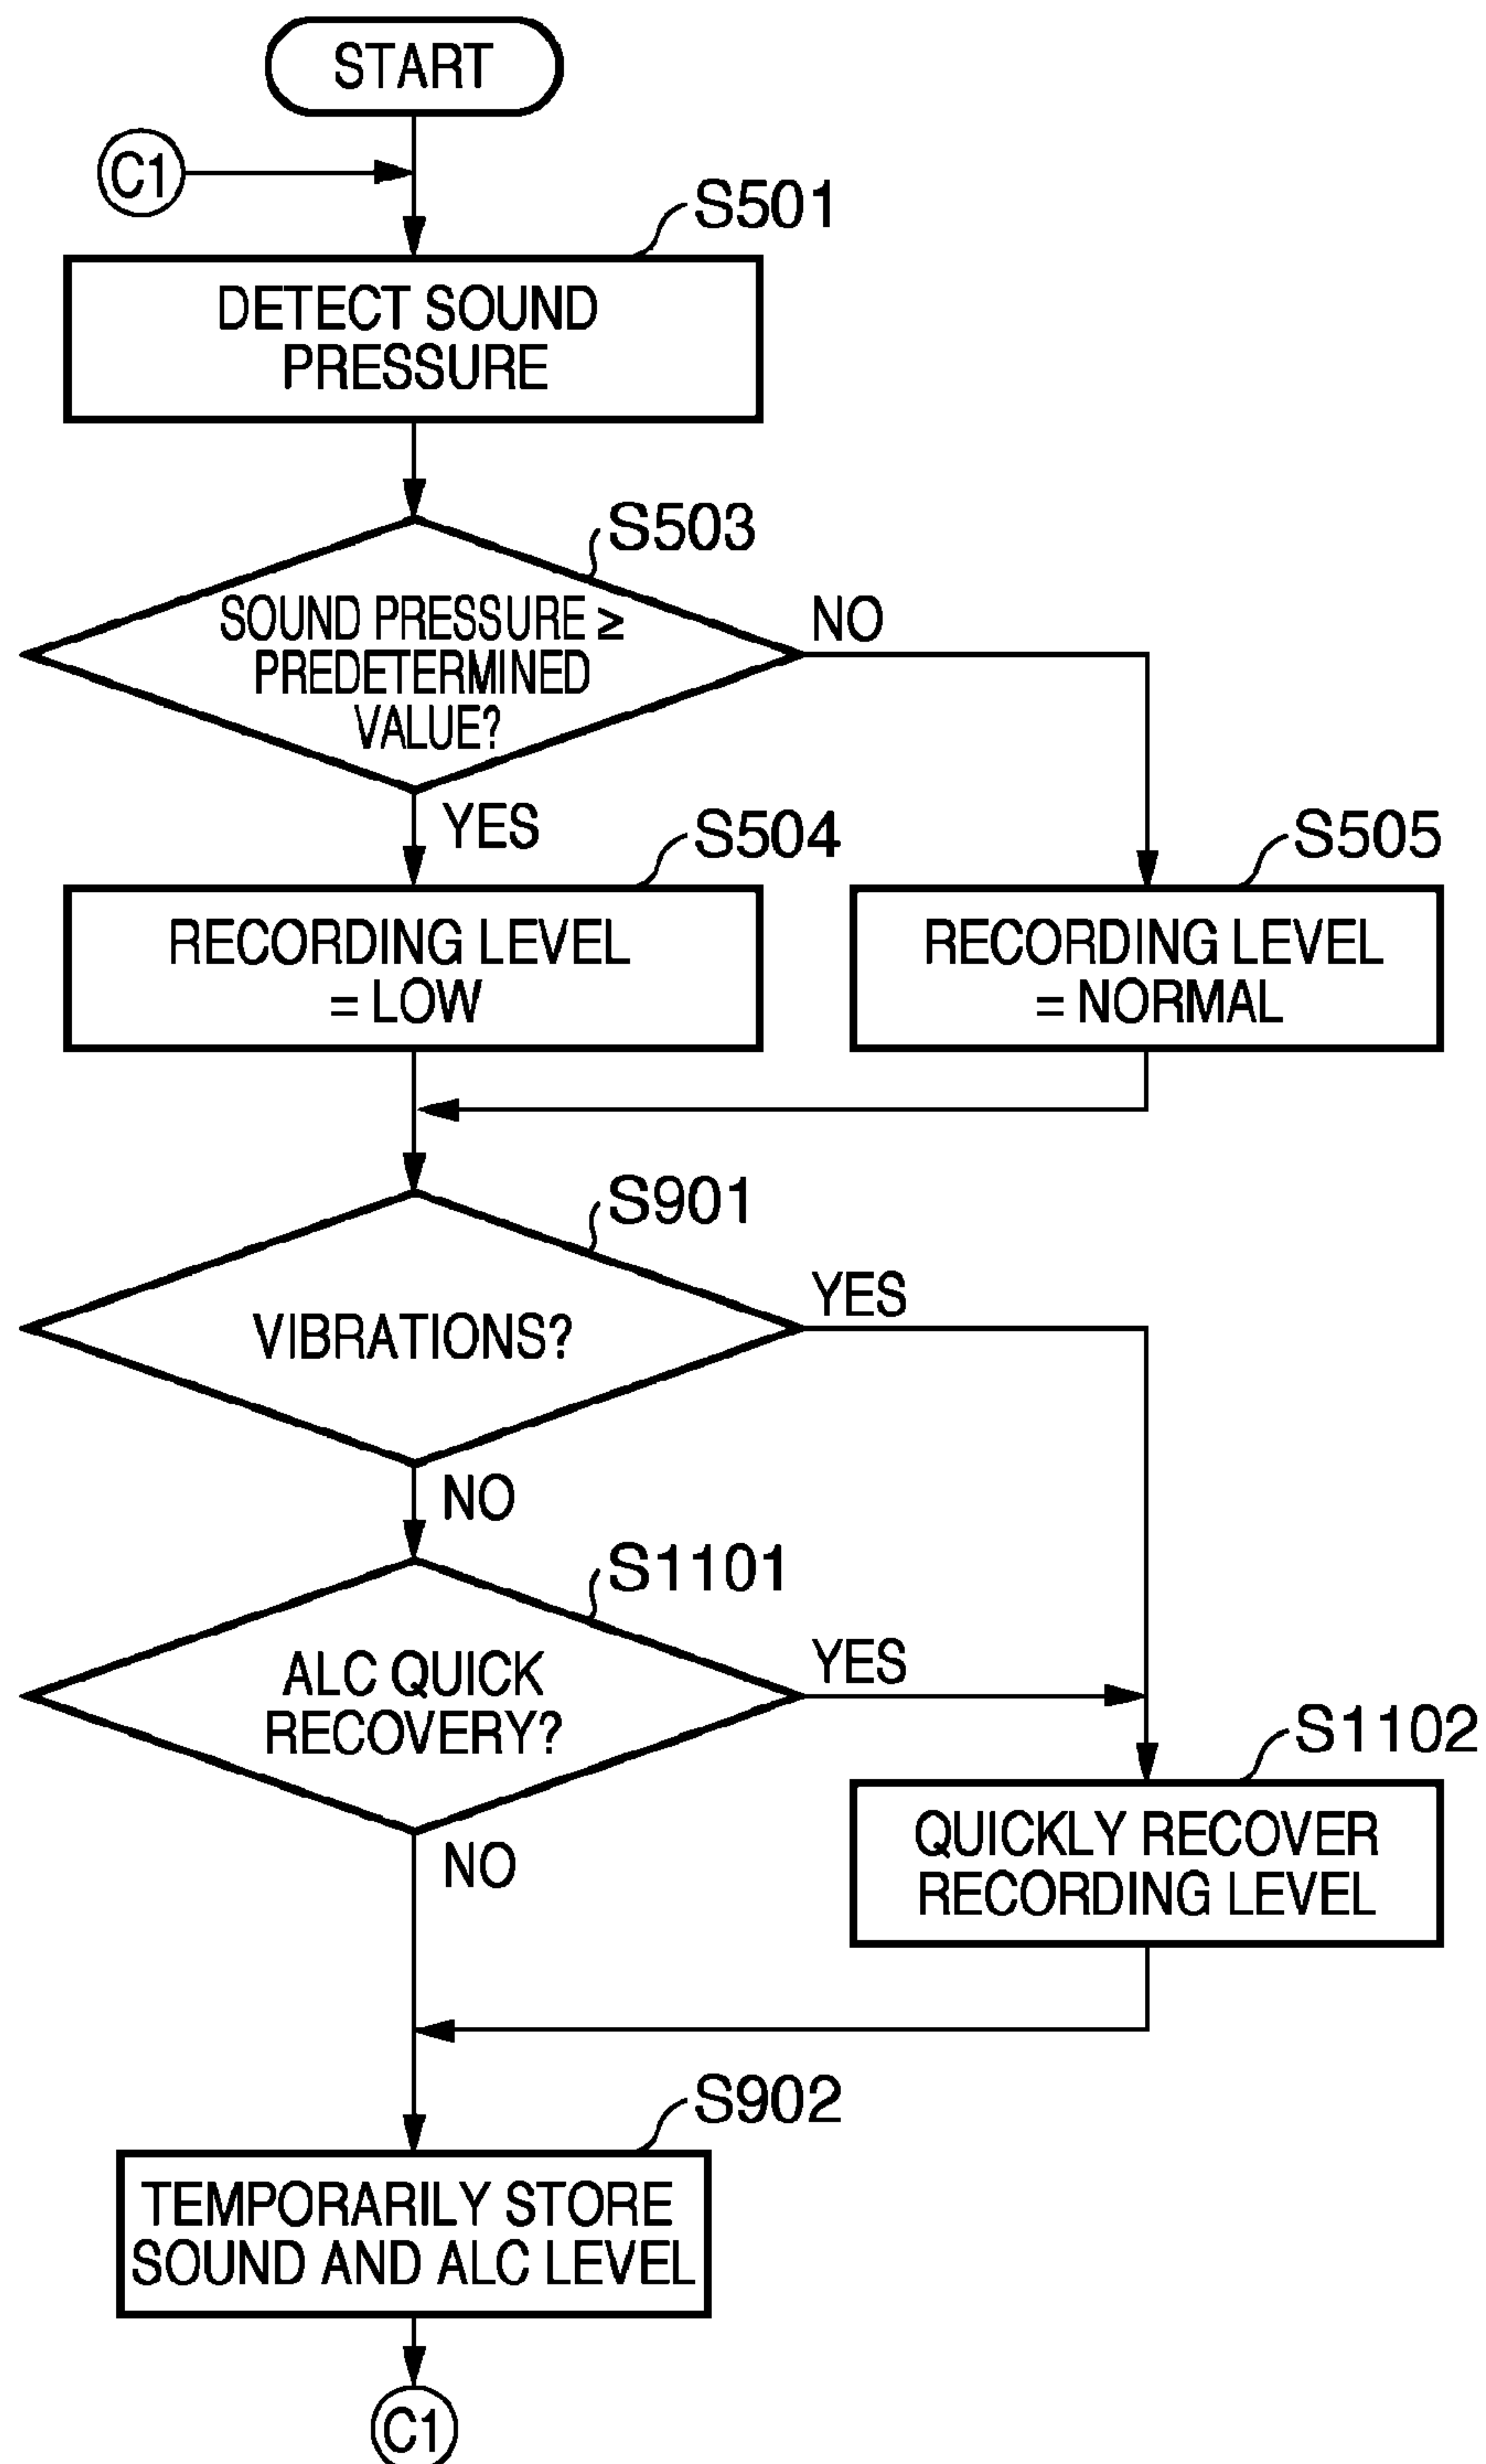 START
C1
S501
DETECT SOUND
PRESSURE
S503
SOUND PRESSURE ≥
PREDETERMINED
VALUE?
NO
YES
S504
RECORDING LEVEL
= LOW
S505
RECORDING LEVEL
= NORMAL
S901
VIBRATIONS?
YES
NO
S1101
ALC QUICK
RECOVERY?
YES
NO
S1102
QUICKLY RECOVER
RECORDING LEVEL
S902
TEMPORARILY STORE
SOUND AND ALC LEVEL
C1